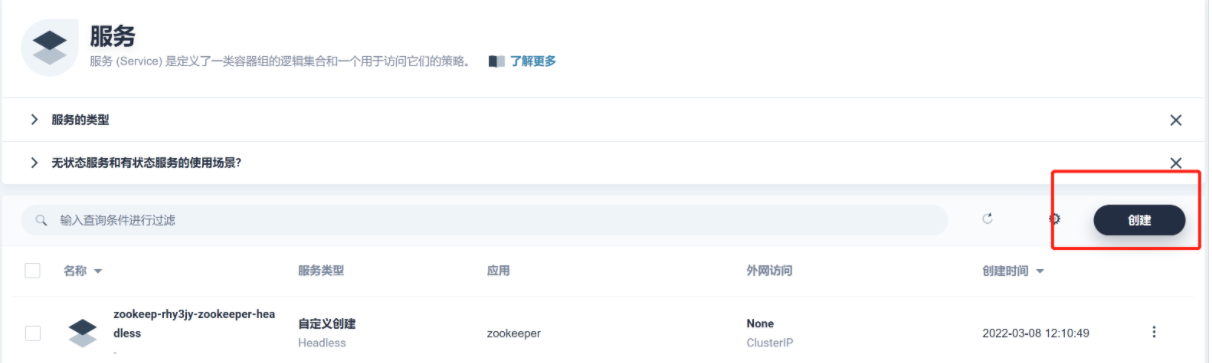 服务
服务 (Service) 是定义了一类容器组的逻辑集合和一个用于访问它们的策略。 了解更多
服务的类型
无状态服务和有状态服务的使用场景?
输入查询条件进行过滤 创建
名称 服务类型 应用 外网访问 创建时间
zookeep-rhy3jy-zookeeper-hea 自定义创建 None
dless Headless zookeeper ClusterIP 2022-03-08 12:10:49
-